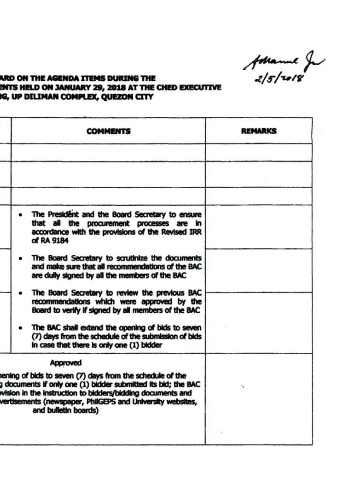 2/5/2018
ARD ON THE AGENDA ITEMS DURING THE
ENTS HELD ON JANUARY 29, 2018 AT THE CHED EXECUTIVE
NG, UP DILIMAN COMPLEX, QUEZON CITY
COMMENTS REMARKS
• The President and the Board Secretary to ensure
that all the procurement processes are in
accordance with the provisions of the Revised IRR
of RA 9184
• The Board Secretary to scrutinize the documents
and make sure that all recommendations of the BAC
are dully signed by all the members of the BAC
• The Board Secretary to review the previous BAC
recommendations which were approved by the
Board to verify if signed by all members of the BAC
• The BAC shall extend the opening of bids to seven
(7) days from the schedule of the submission of bids
in case that there is only one (1) bidder
Approved
pening of bids to seven (7) days from the schedule of the
g documents if only one (1) bidder submitted its bid; the BAC
ovision in the instruction to bidders/bidding documents and
vertisements (newspaper, PhilGEPS and University websites,
and bulletin boards)